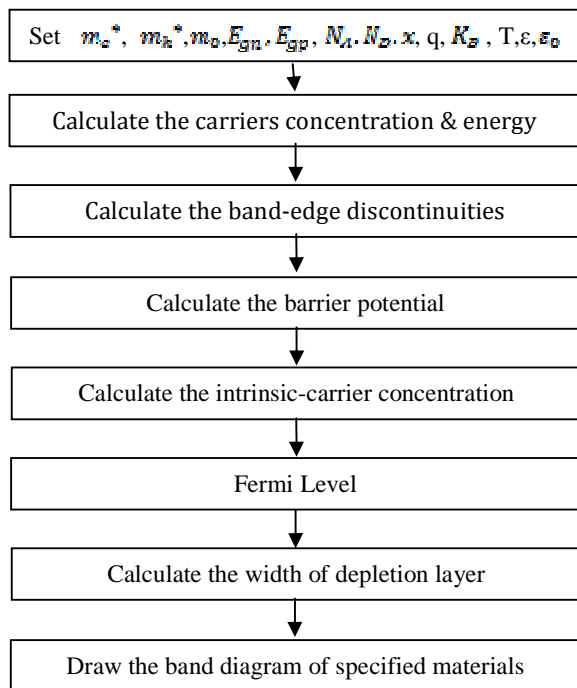 Set m_e*, m_h*,m_0,E_gn,E_gp, N_A.N_D.x, q, K_B , T,ε,ε_0
Calculate the carriers concentration & energy
Calculate the band-edge discontinuities
Calculate the barrier potential
Calculate the intrinsic-carrier concentration
Fermi Level
Calculate the width of depletion layer
Draw the band diagram of specified materials